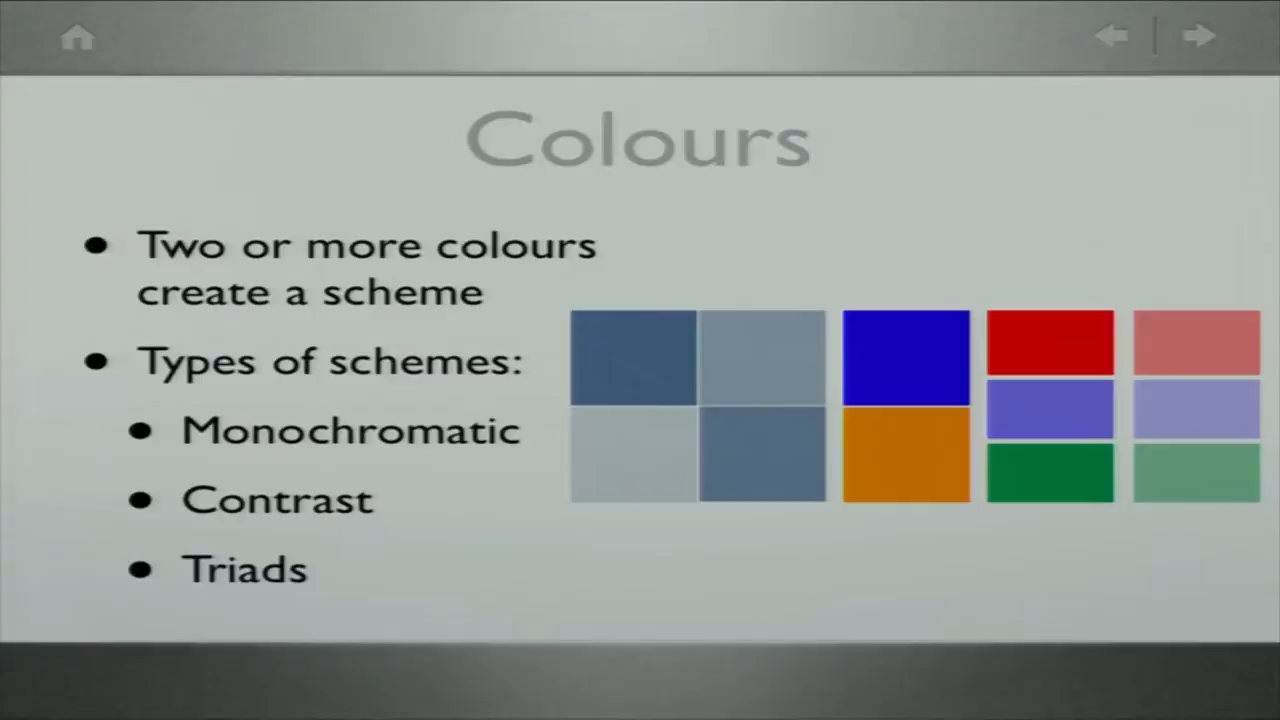 Colours
• Two or more colours
create a scheme
• Types of schemes:
• Monochromatic
• Contrast
• Triads